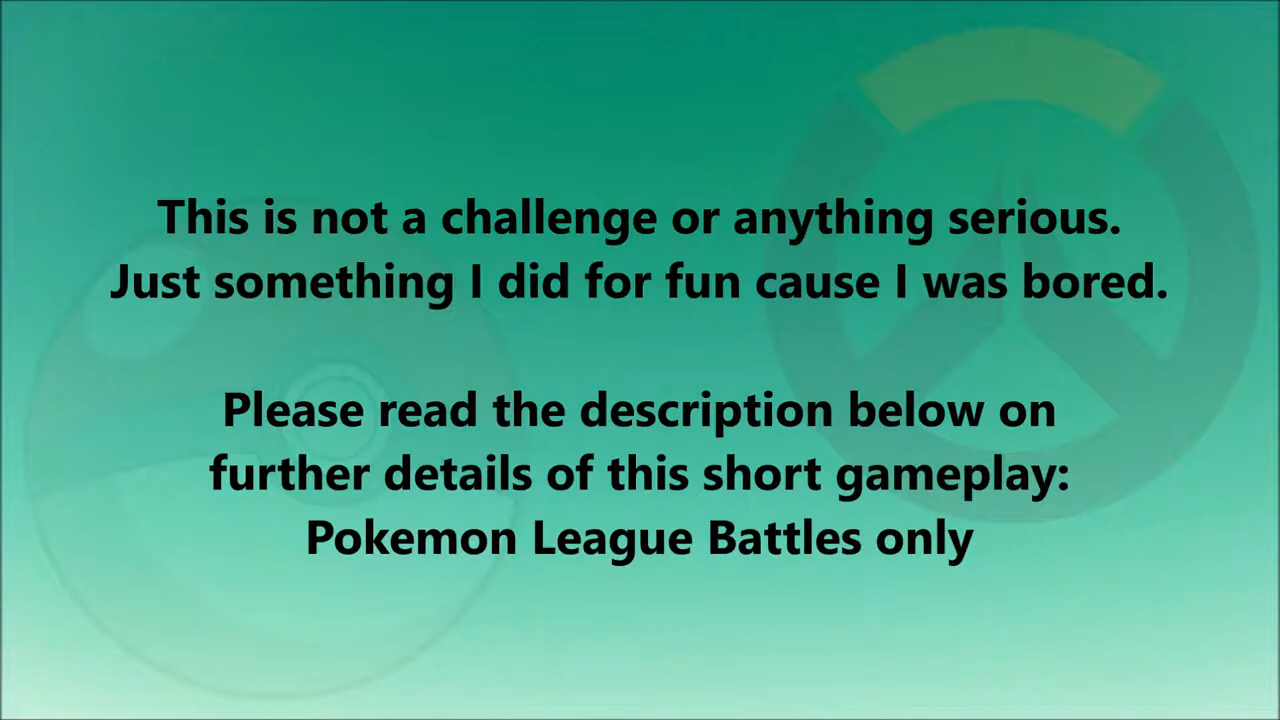 This is not a challenge or anything serious.
Just something I did for fun cause I was bored.
Please read the description below on
further details of this short gameplay:
Pokemon League Battles only